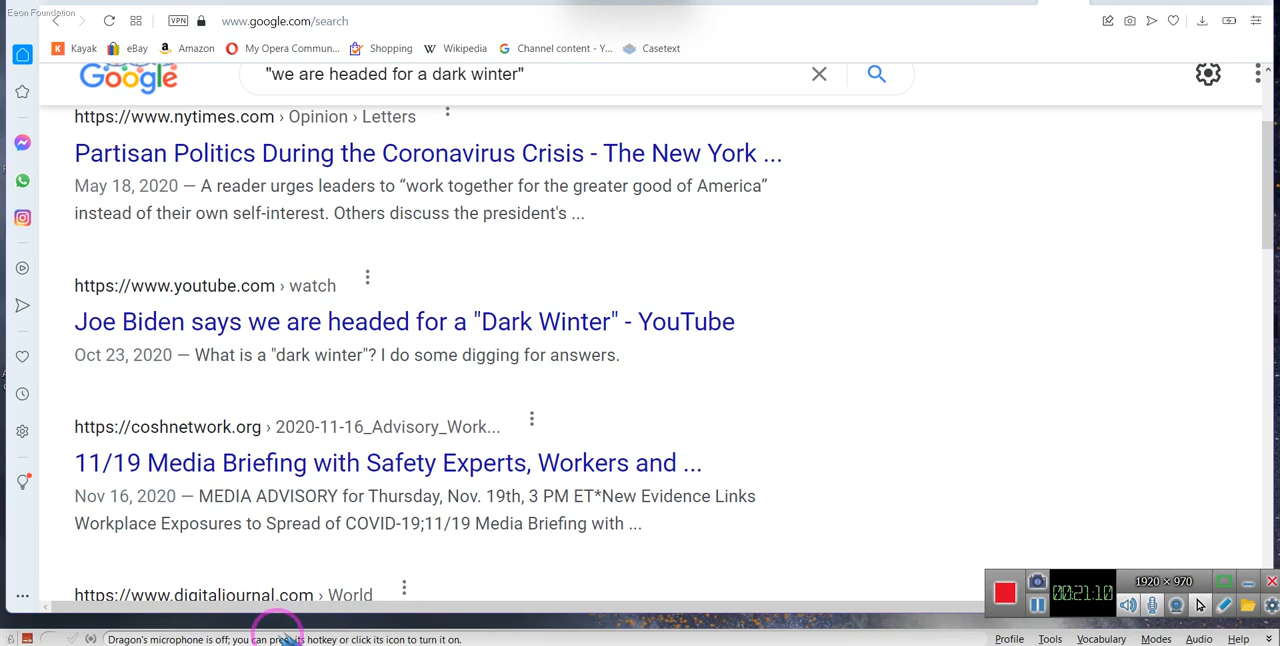 Eeon Foundation
VPN www.google.com/search
Kayak eBay Amazon My Opera Commun... Shopping Wikipedia Channel content - Y... Casetext
Google "we are headed for a dark winter"
https://www.nytimes.com › Opinion › Letters
Partisan Politics During the Coronavirus Crisis - The New York ...
May 18, 2020 — A reader urges leaders to “work together for the greater good of America”
instead of their own self-interest. Others discuss the president's ...
https://www.youtube.com › watch
Joe Biden says we are headed for a "Dark Winter" - YouTube
Oct 23, 2020 — What is a "dark winter"? I do some digging for answers.
https://coshnetwork.org › 2020-11-16_Advisory_Work...
11/19 Media Briefing with Safety Experts, Workers and ...
Nov 16, 2020 — MEDIA ADVISORY for Thursday, Nov. 19th, 3 PM ET*New Evidence Links
Workplace Exposures to Spread of COVID-19;11/19 Media Briefing with ...
https://www.digitaljournal.com › World
1920 × 970
00:21:10
Dragon's microphone is off; you can press its hotkey or click its icon to turn it on.
Profile Tools Vocabulary Modes Audio Help